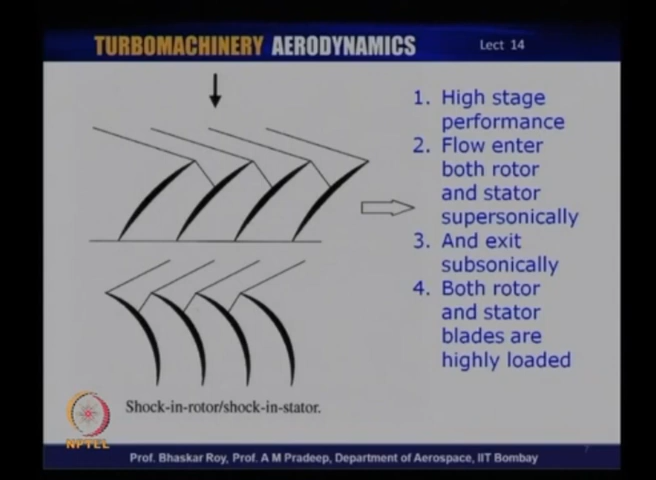 TURBOMACHINERY AERODYNAMICS
Lect 14
1. High stage
performance
2. Flow enter
both rotor
and stator
supersonically
3. And exit
subsonically
4. Both rotor
and stator
blades are
highly loaded
Shock-in-rotor/shock-in-stator.
NPTEL
Prof. Bhaskar Roy, Prof. A M Pradeep, Department of Aerospace, IIT Bombay